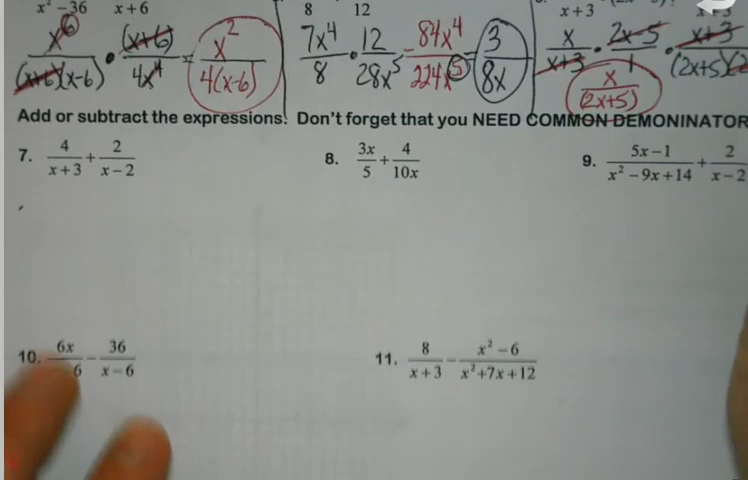 x² - 36 x + 6 8 12 x + 3
x⁶/((x+6)(x-6)) · (x+6)/4x⁴ = x²/4(x-6) 7x⁴/8 · 12/28x⁵ = 84x⁴/224x⁵ = 3/8x x/x+3 · 2x-5/1 · x+3/(2x+5)
x/(2x+5)
Add or subtract the expressions. Don't forget that you NEED COMMON DEMONINATOR
7. 4/x+3 + 2/x-2 8. 3x/5 + 4/10x 9. 5x-1/x²-9x+14 + 2/x-2
10. 6x/6 - 36/x-6 11. 8/x+3 - x²-6/x²+7x+12